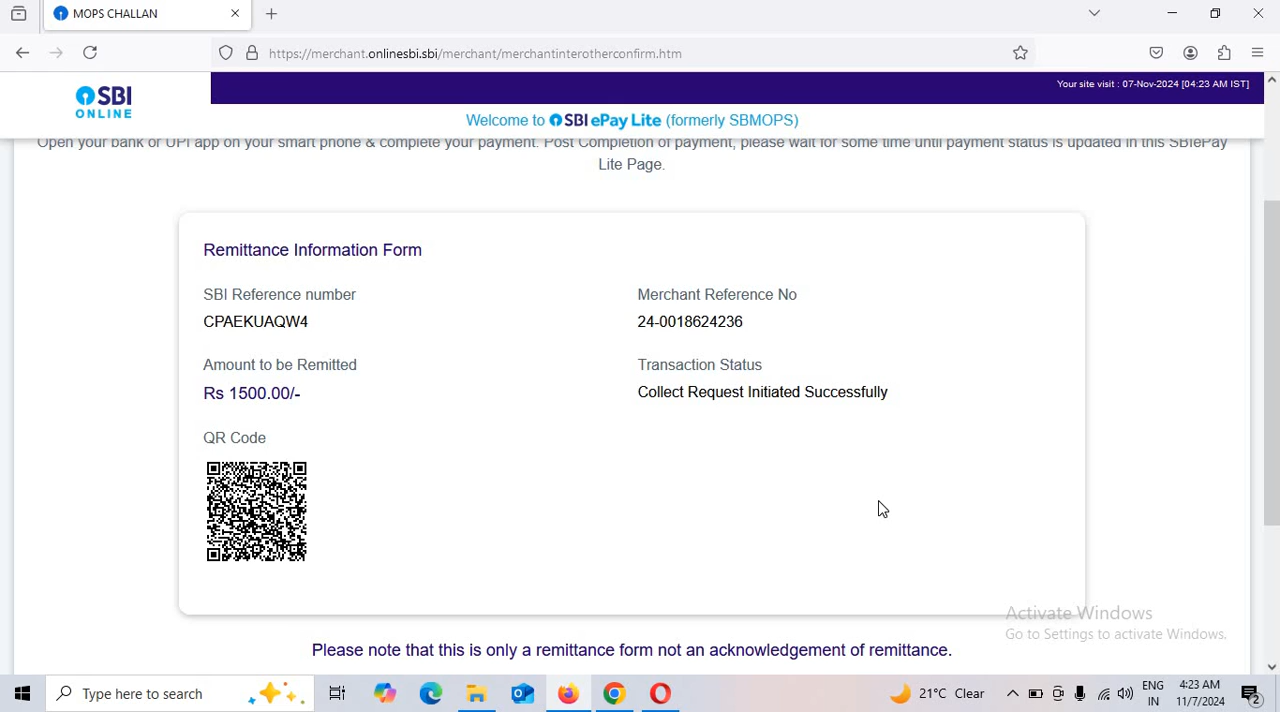 MOPS CHALLAN
https://merchant.onlinesbi.sbi/merchant/merchantinterotherconfirm.htm
SBI
ONLINE
Your site visit : 07-Nov-2024 [04:23 AM IST]
Welcome to SBI ePay Lite (formerly SBMOPS)
Open your bank or UPI app on your smart phone & complete your payment. Post Completion of payment, please wait for some time until payment status is updated in this SBIePay
Lite Page.
Remittance Information Form
SBI Reference number
CPAEKUAQW4
Merchant Reference No
24-0018624236
Amount to be Remitted
Rs 1500.00/-
Transaction Status
Collect Request Initiated Successfully
QR Code
Activate Windows
Go to Settings to activate Windows.
Please note that this is only a remittance form not an acknowledgement of remittance.
Type here to search
21°C Clear
ENG
IN
4:23 AM
11/7/2024
2